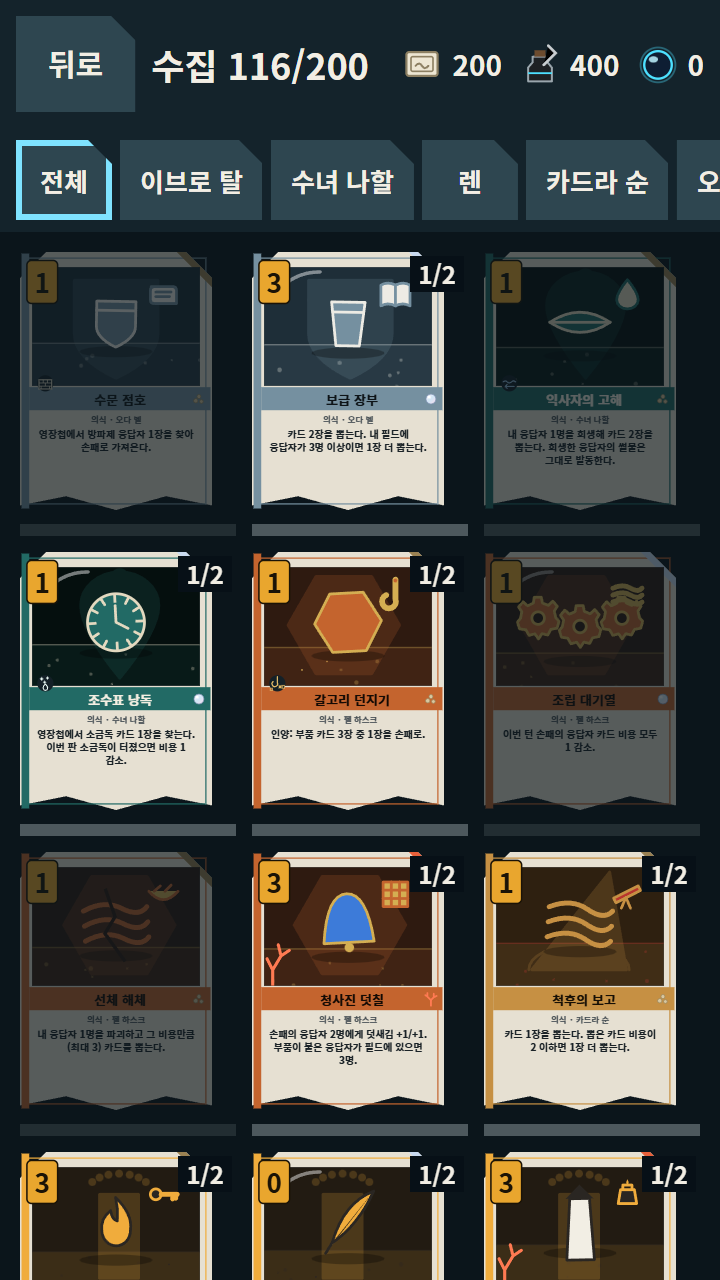 뒤로
수집 116/200
200
400
0
전체
이브로 탈
수녀 나할
렌
카드라 순
오
1
수문 점호
의식 · 오다 벨
영장첩에서 망파제 응답자 1장을 찾아
손패로 가져온다.
3
1/2
보급 장부
의식 · 오다 벨
카드 2장을 뽑는다. 내 필드에
응답자가 3명 이상이면 1장 더 뽑는다.
1
익사자의 고해
의식 · 수녀 나할
내 응답자 1명을 희생해 카드 2장을
뽑는다. 희생한 응답자의 썰물은
그대로 발동한다.
1
1/2
조수표 낭독
의식 · 수녀 나할
영장첩에서 소금독 카드 1장을 찾는다.
이번 판 소금독이 터졌으면 비용 1
감소.
1
1/2
갈고리 던지기
의식 · 펠 하스크
인양: 부품 카드 3장 중 1장을 손패로.
1
조립 대기열
의식 · 펠 하스크
이번 턴 손패의 응답자 카드 비용 모두
1 감소.
1
선체 해체
의식 · 펠 하스크
내 응답자 1명을 파괴하고 그 비용만큼
(최대 3) 카드를 뽑는다.
3
1/2
청사진 덧칠
의식 · 펠 하스크
손패의 응답자 2명에게 덧새김 +1/+1.
부품이 붙은 응답자가 필드에 있으면
3명.
1
1/2
척후의 보고
의식 · 카드라 순
카드 1장을 뽑는다. 뽑은 카드 비용이
2 이하면 1장 더 뽑는다.
3
1/2
0
1/2
3
1/2